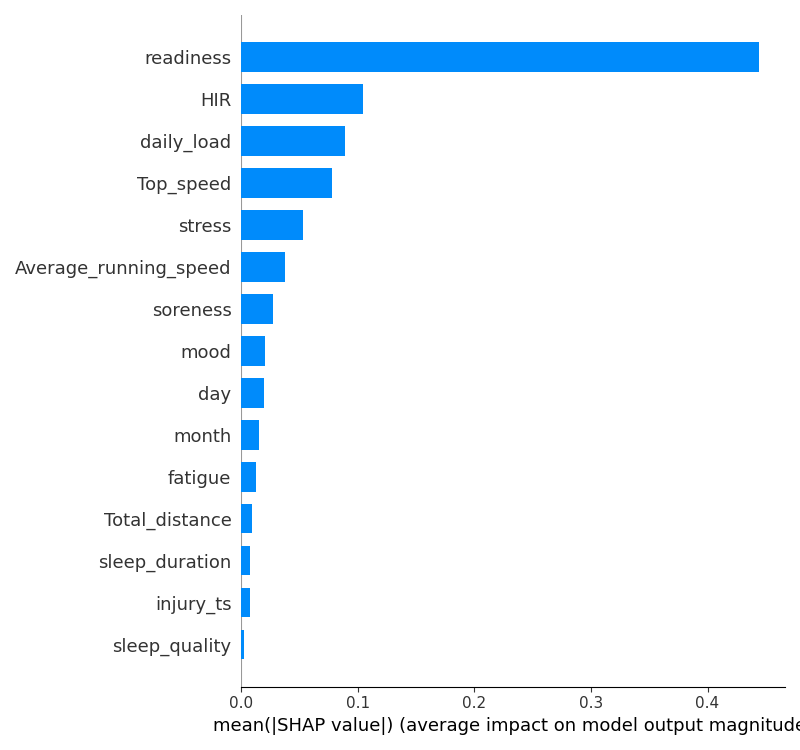 readiness
HIR
daily_load
Top_speed
stress
Average_running_speed
soreness
mood
day
month
fatigue
Total_distance
sleep_duration
injury_ts
sleep_quality
0.0 0.1 0.2 0.3 0.4
mean(|SHAP value|) (average impact on model output magnitude